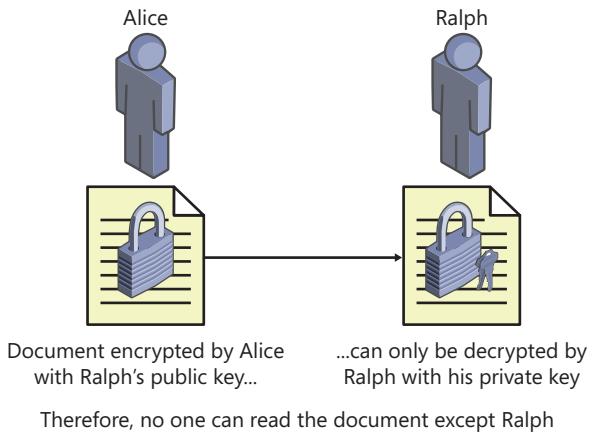 Alice
Ralph
Document encrypted by Alice
with Ralph's public key...
...can only be decrypted by
Ralph with his private key
Therefore, no one can read the document except Ralph